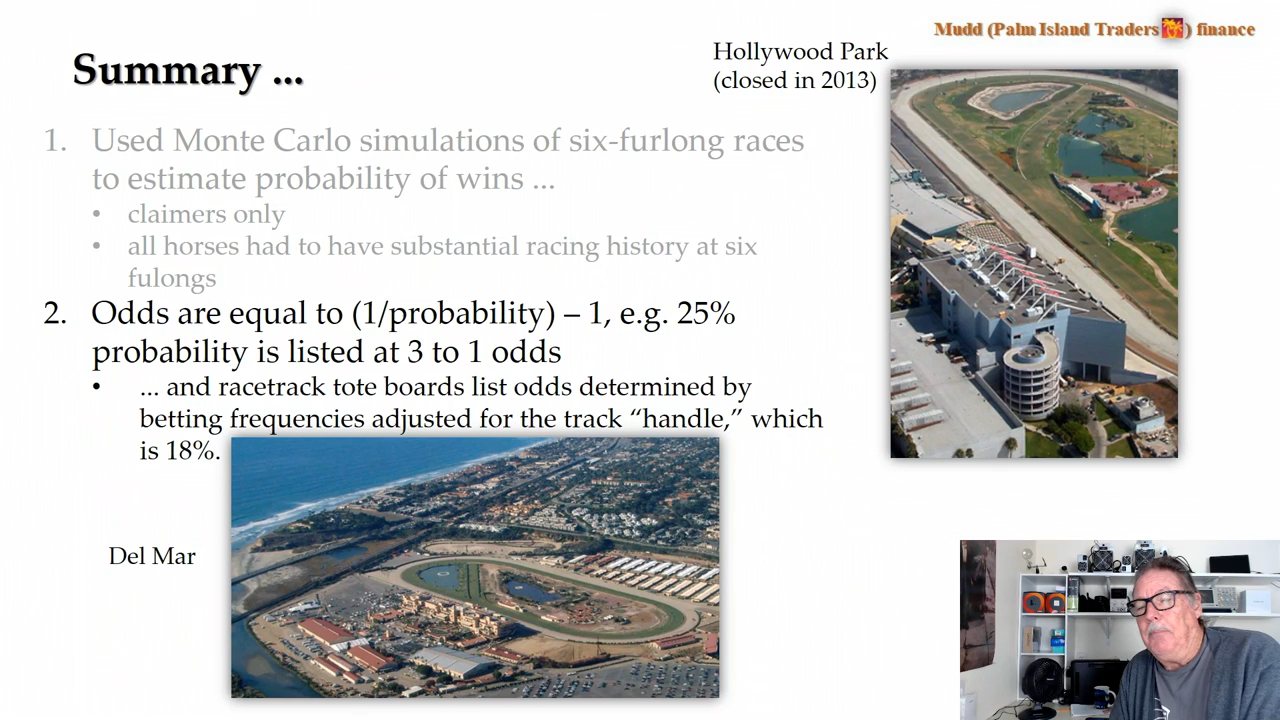 Mudd (Palm Island Traders ) finance
Hollywood Park
(closed in 2013)
Summary ...
1. Used Monte Carlo simulations of six-furlong races
to estimate probability of wins ...
• claimers only
• all horses had to have substantial racing history at six
fulongs
2. Odds are equal to (1/probability) – 1, e.g. 25%
probability is listed at 3 to 1 odds
• ... and racetrack tote boards list odds determined by
betting frequencies adjusted for the track “handle,” which
is 18%.
Del Mar